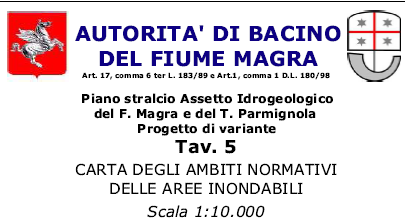 AUTORITA' DI BACINO
DEL FIUME MAGRA
Art. 17, comma 6 ter L. 183/89 e Art.1, comma 1 D.L. 180/98
Piano stralcio Assetto Idrogeologico
del F. Magra e del T. Parmignola
Progetto di variante
Tav. 5
CARTA DEGLI AMBITI NORMATIVI
DELLE AREE INONDABILI
Scala 1:10.000